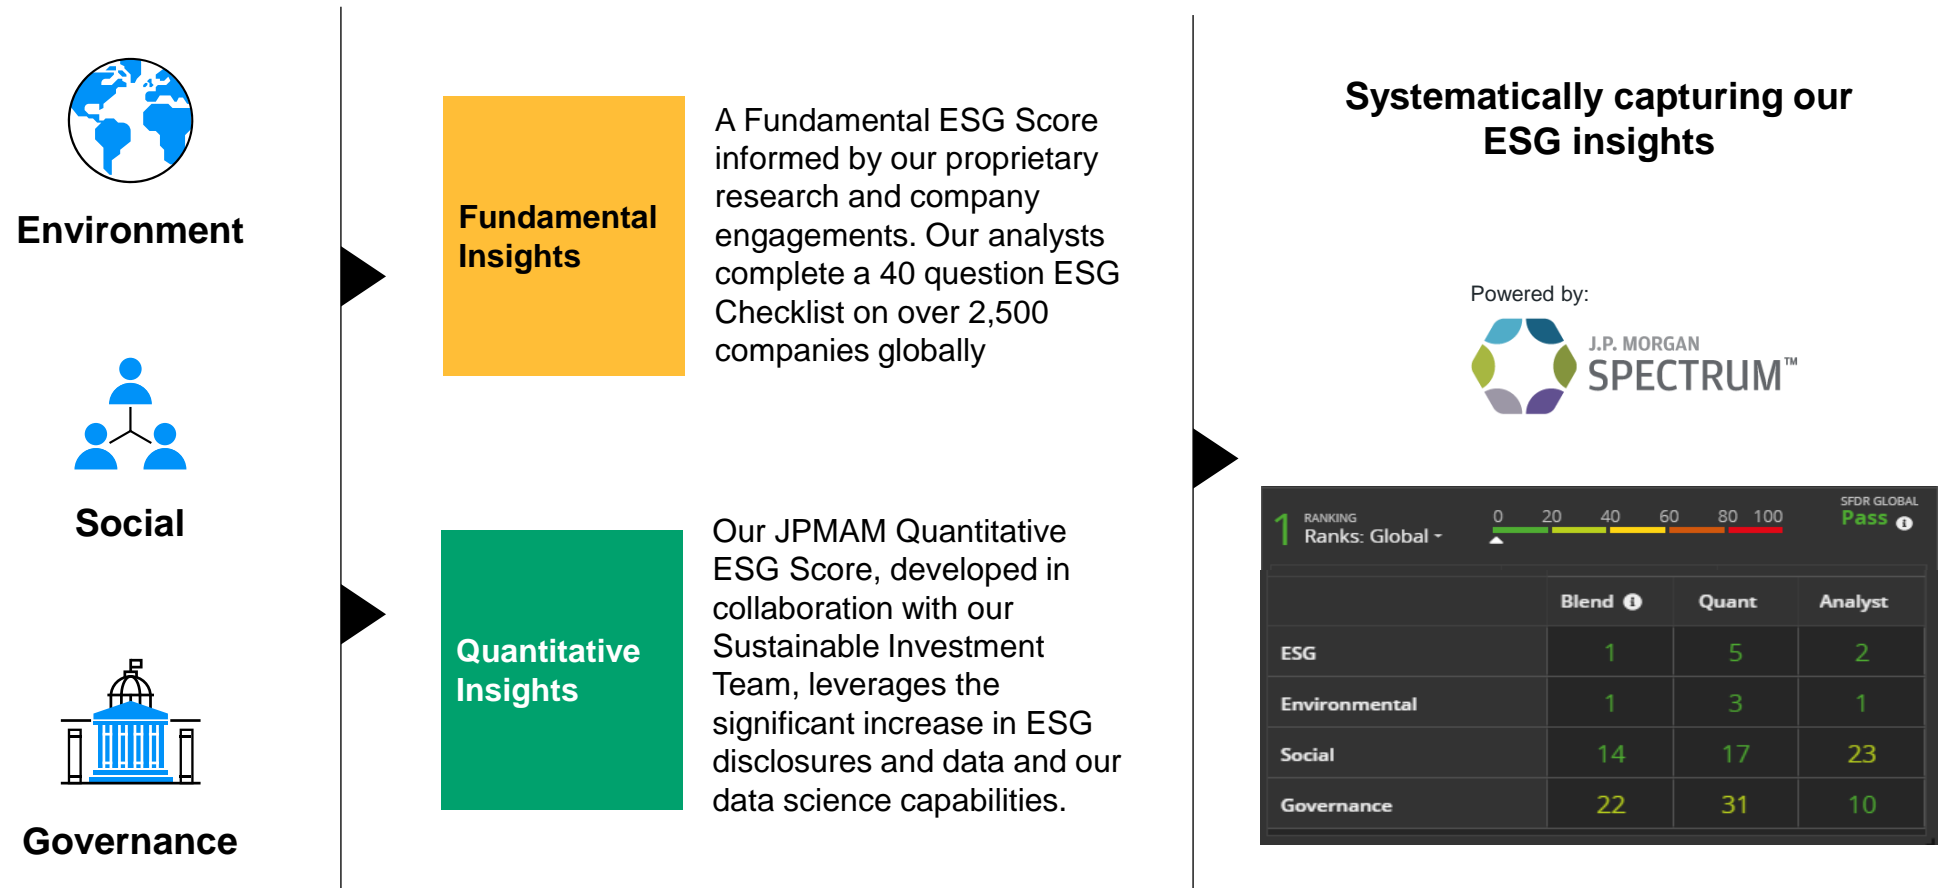 Environment
Social
Governance
Fundamental
Insights
A Fundamental ESG Score
informed by our proprietary
research and company
engagements. Our analysts
complete a 40 question ESG
Checklist on over 2,500
companies globally
Quantitative
Insights
Our JPMAM Quantitative
ESG Score, developed in
collaboration with our
Sustainable Investment
Team, leverages the
significant increase in ESG
disclosures and data and our
data science capabilities.
Systematically capturing our
ESG insights
Powered by:
J.P. MORGAN
SPECTRUM™
1 RANKING
Ranks: Global
0 20 40 60 80 100
SFDR GLOBAL
Pass
Blend Quant Analyst
ESG 1 5 2
Environmental 1 3 1
Social 14 17 23
Governance 22 31 10